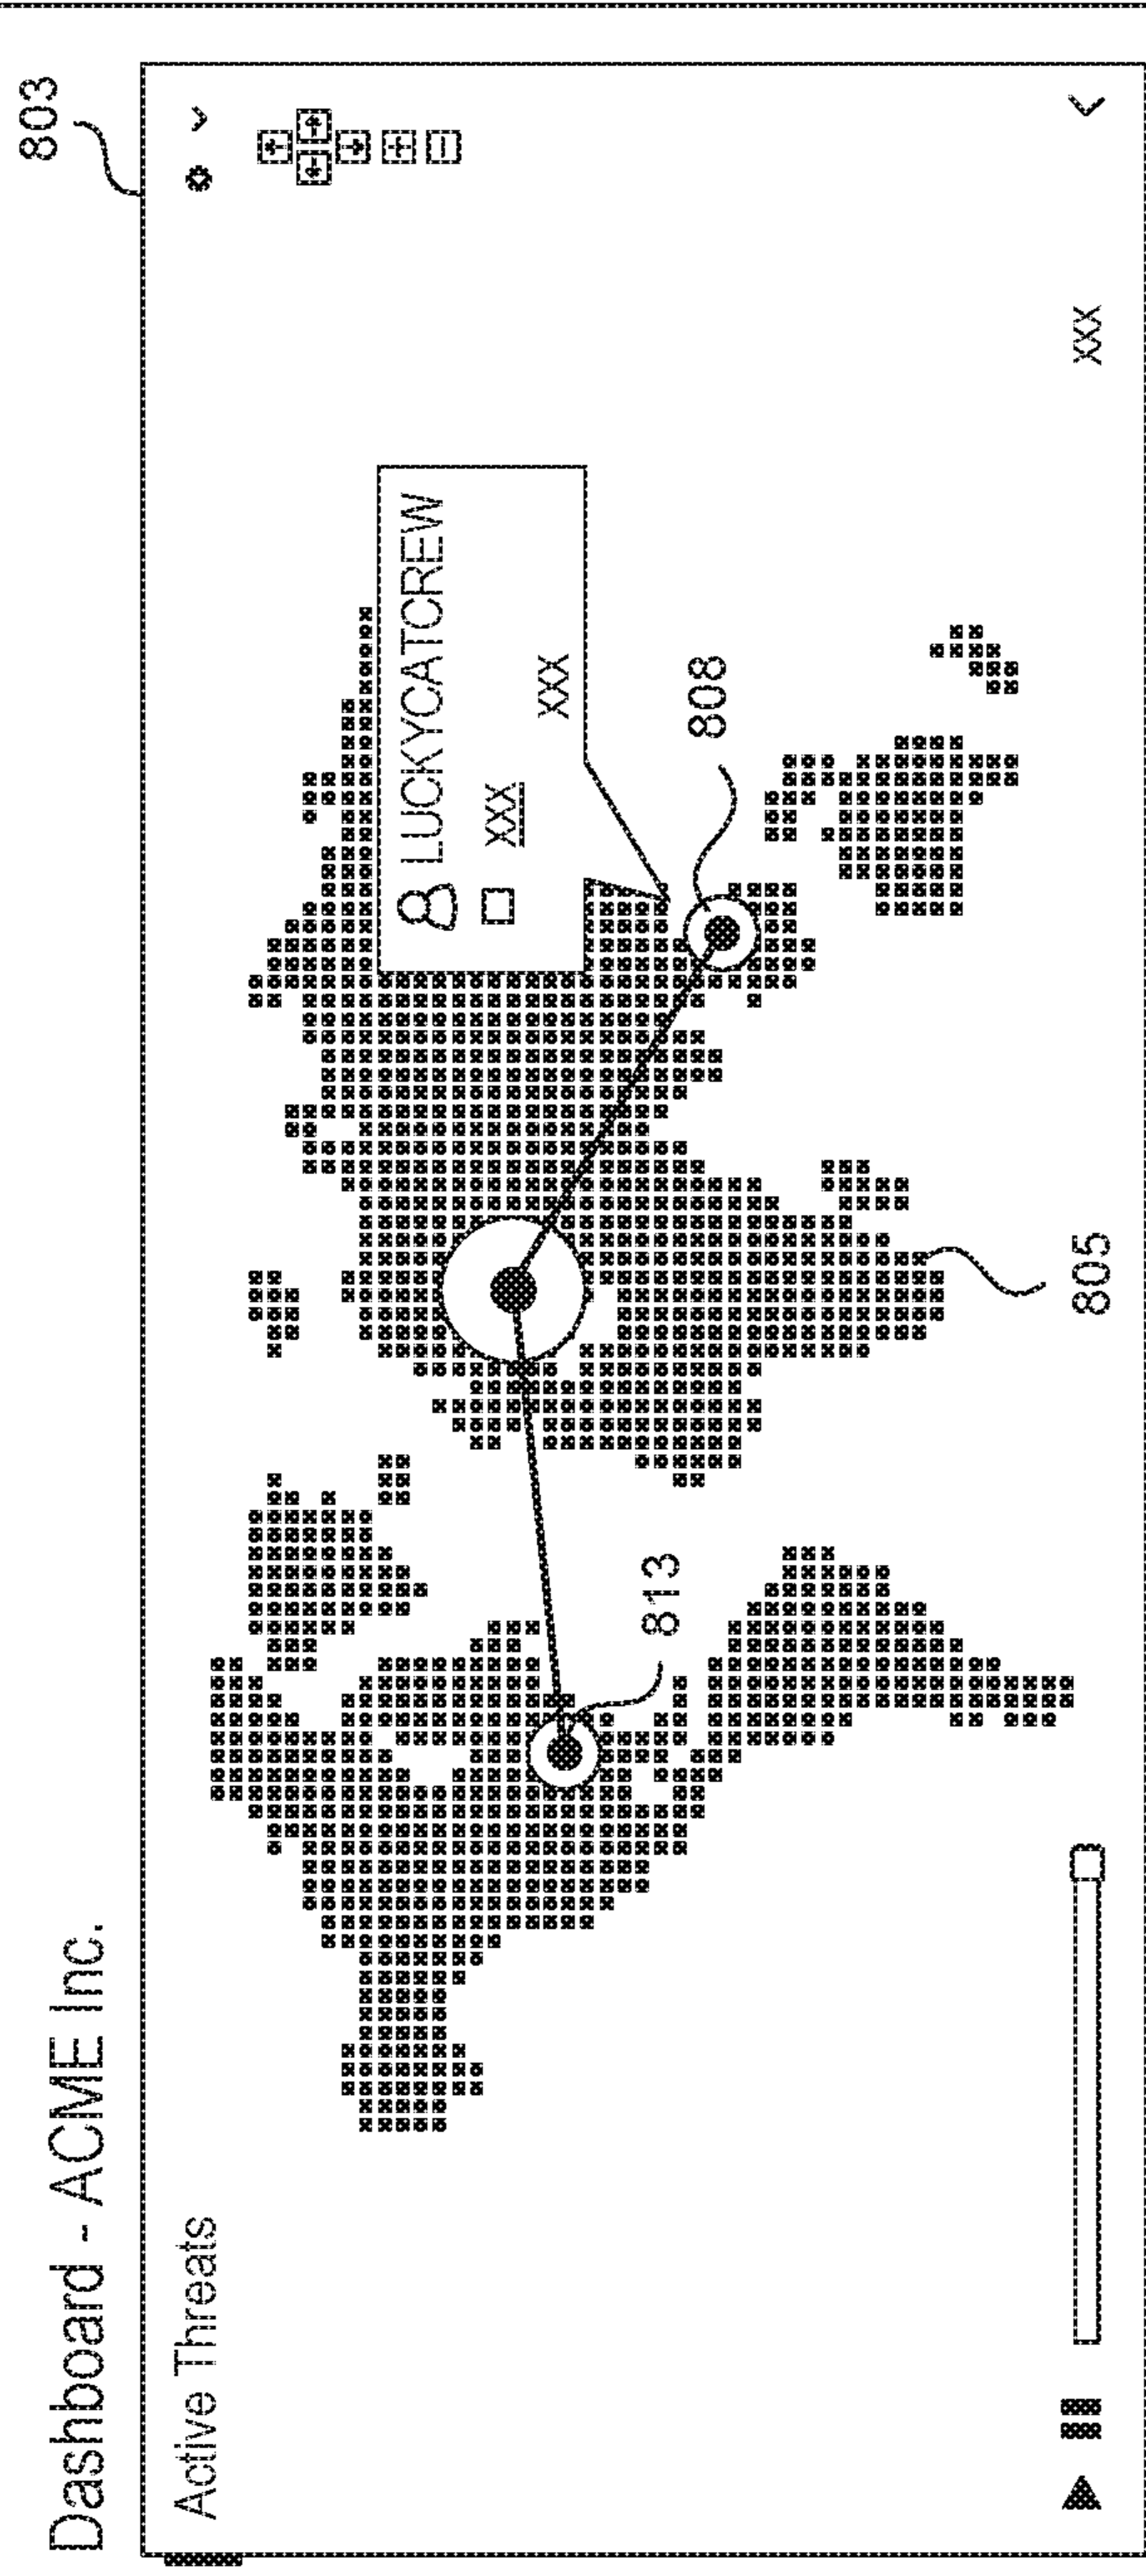 Dashboard - ACME Inc.
803
Active Threats
LUCKYCATCREW
XXX
XXX
808
813
805
XXX